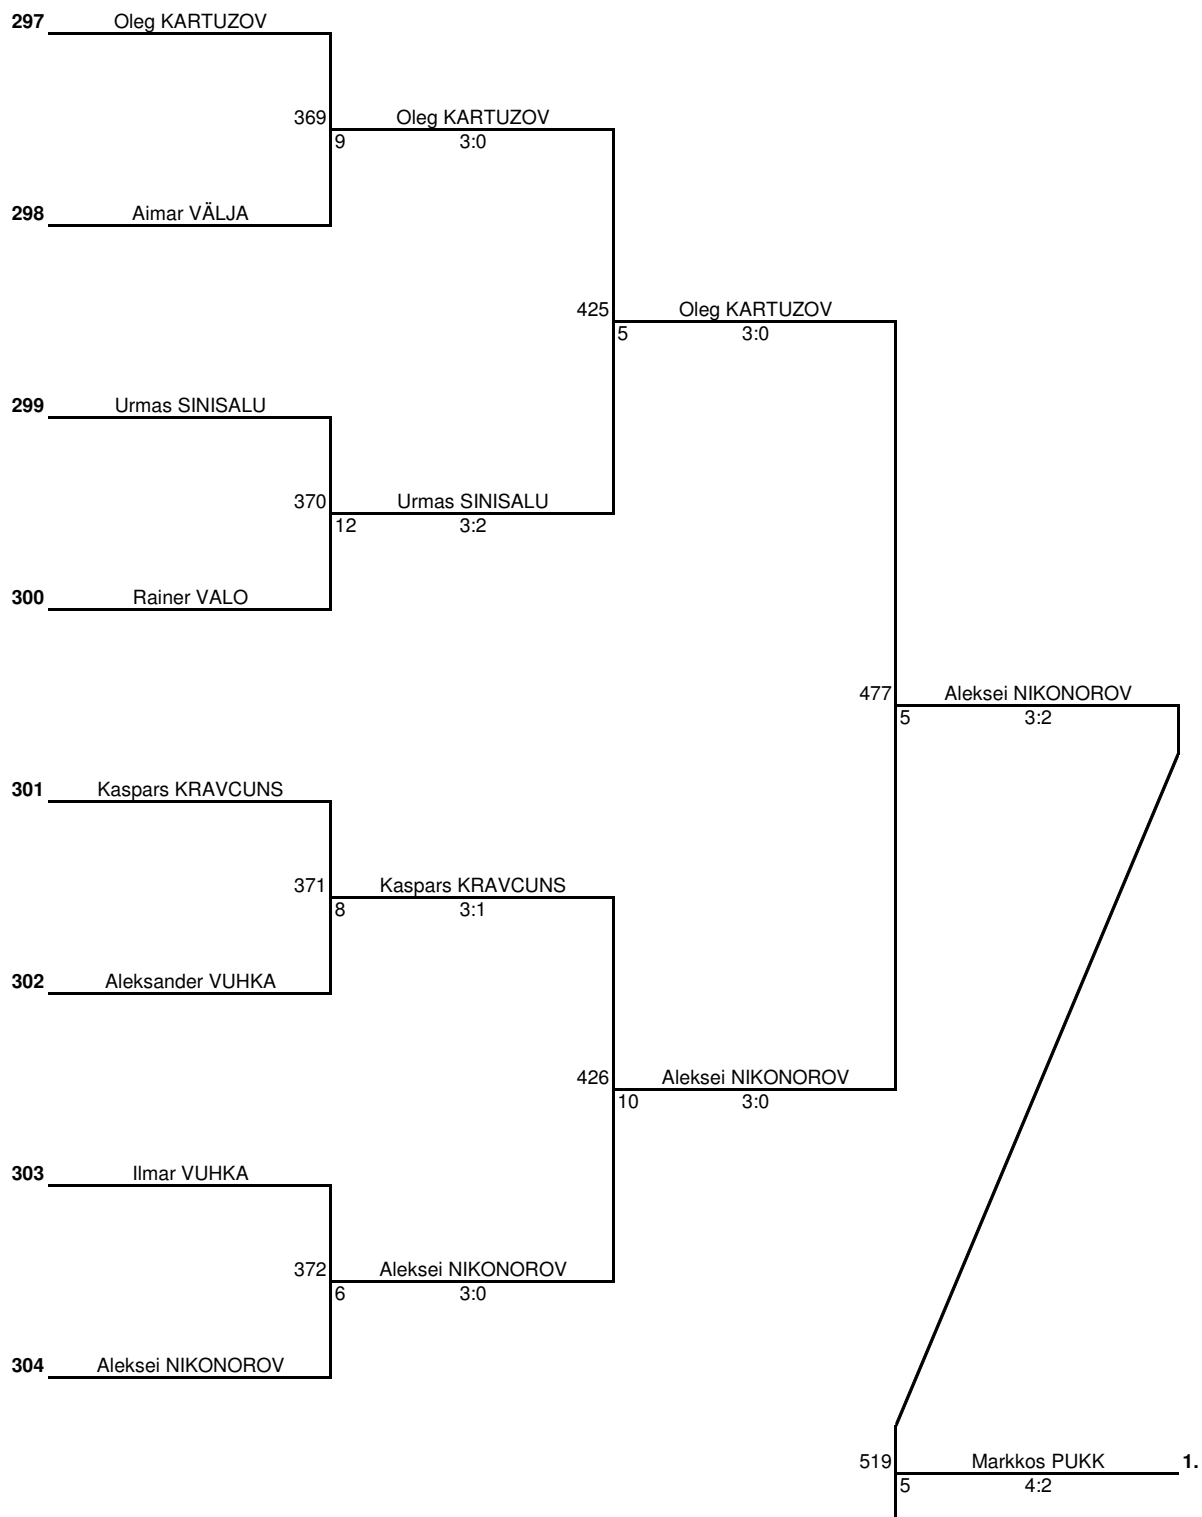 297 Oleg KARTUZOV
369 Oleg KARTUZOV
9 3:0
298 Aimar VÄLJA
425 Oleg KARTUZOV
5 3:0
299 Urmas SINISALU
370 Urmas SINISALU
12 3:2
300 Rainer VALO
477 Aleksei NIKONOROV
5 3:2
301 Kaspars KRAVCUNS
371 Kaspars KRAVCUNS
8 3:1
302 Aleksander VUHKA
426 Aleksei NIKONOROV
10 3:0
303 Ilmar VUHKA
372 Aleksei NIKONOROV
6 3:0
304 Aleksei NIKONOROV
519 Markkos PUKK 1.
5 4:2